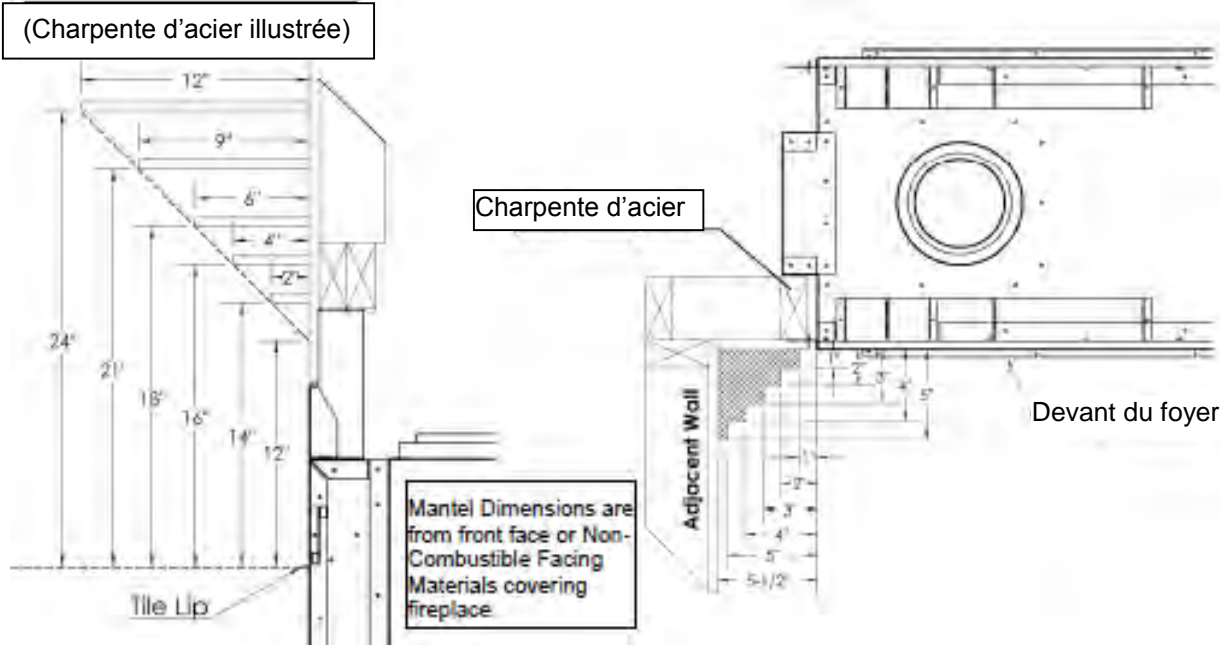 (Charpente d’acier illustrée)
12"
9"
6"
4"
2"
24"
21"
18"
16"
14"
12"
Tile Lip
Mantel Dimensions are
from front face or Non-
Combustible Facing
Materials covering
fireplace
Charpente d’acier
Adjacent Wall
1"
2"
3"
4"
5"
1"
2"
3"
4"
5"
5-1/2"
Devant du foyer